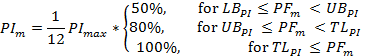 50%, for LB_PI ≤ PF_m < UB_PI
PI_m = 1/12 PI_max * { 80%, for UB_PI ≤ PF_m < TL_PI
100%, for TL_PI ≤ PF_m